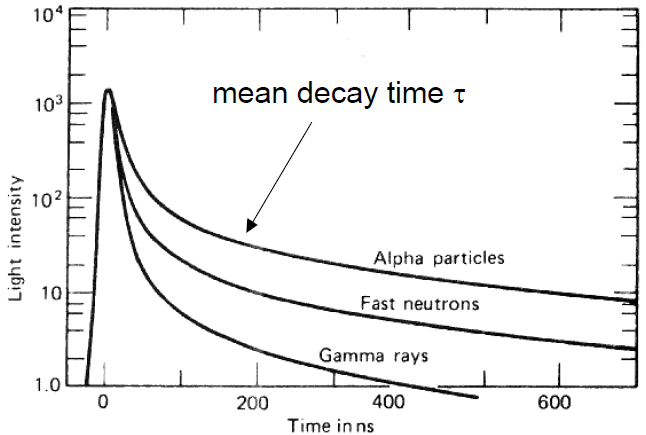 10⁴
mean decay time τ
10³
10²
10
1.0
Light intensity
Alpha particles
Fast neutrons
Gamma rays
0 200 400 600
Time in ns